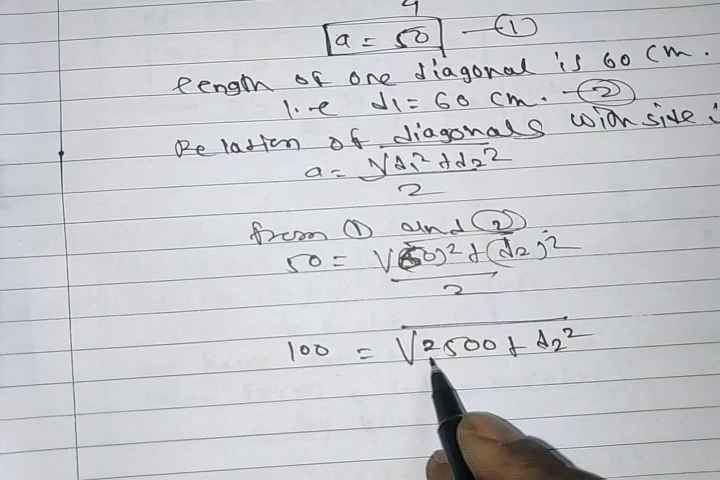 4
a = 50 — ①
length of one diagonal is 60 cm.
i.e d1 = 60 cm. — ②
Relation of diagonals with side i
a = √d1² + d2² / 2
from ① and ②
50 = √(60)² + (d2)² / 2
100 = √2500 + d2²